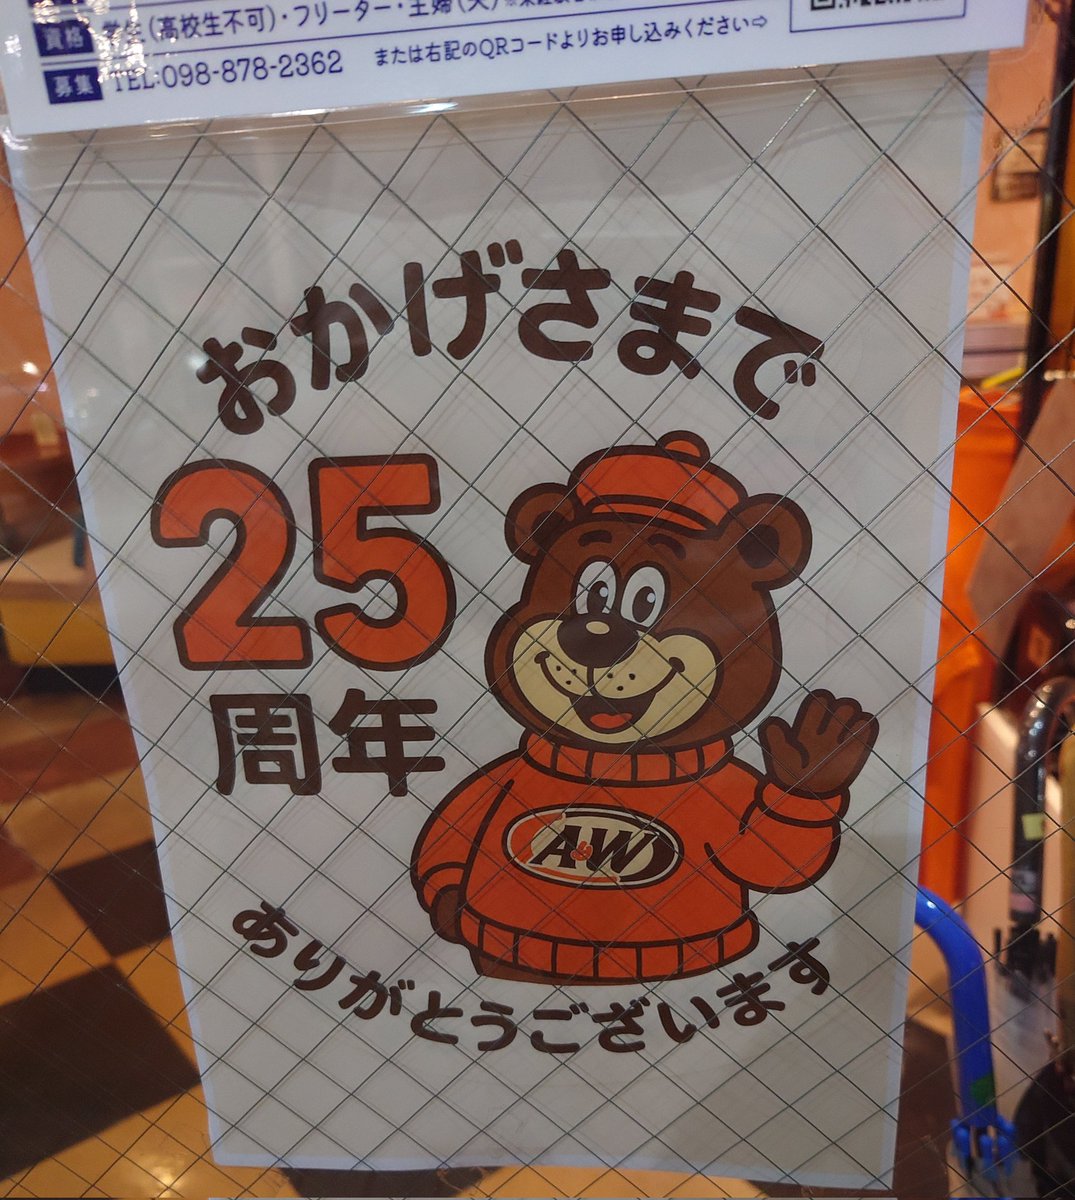 資格 学生(高校生不可)・フリーター・主婦(夫)
募集 TEL:098-878-2362 または右記のQRコードよりお申し込みください⇨
おかげさまで
25
周年
A&W
ありがとうございます